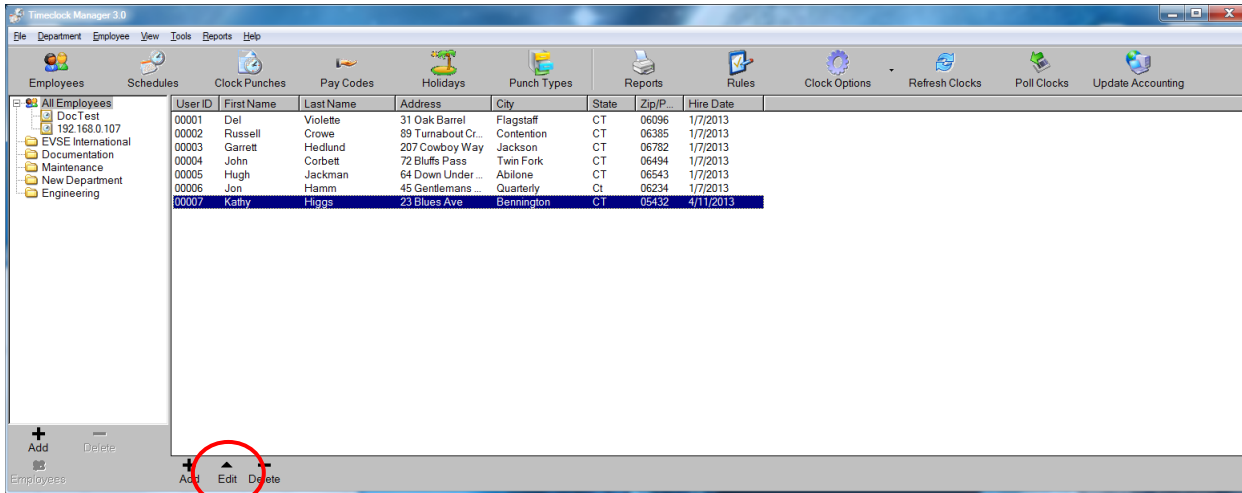 Timeclock Manager 3.0
File Department Employee View Tools Reports Help
Employees Schedules Clock Punches Pay Codes Holidays Punch Types Reports Rules Clock Options Refresh Clocks Poll Clocks Update Accounting
All Employees
DocTest
192.168.0.107
EVSE International
Documentation
Maintenance
New Department
Engineering
User ID First Name Last Name Address City State Zip/P... Hire Date
00001 Del Violette 31 Oak Barrel Flagstaff CT 06096 1/7/2013
00002 Russell Crowe 89 Turnabout Cr... Contention CT 06385 1/7/2013
00003 Garrett Hedlund 207 Cowboy Way Jackson CT 06782 1/7/2013
00004 John Corbett 72 Bluffs Pass Twin Fork CT 06494 1/7/2013
00005 Hugh Jackman 64 Down Under ... Abilone CT 06543 1/7/2013
00006 Jon Hamm 45 Gentlemans ... Quarterly Ct 06234 1/7/2013
00007 Kathy Higgs 23 Blues Ave Bennington CT 05432 4/11/2013
Add Delete
Employees
Add Edit Delete